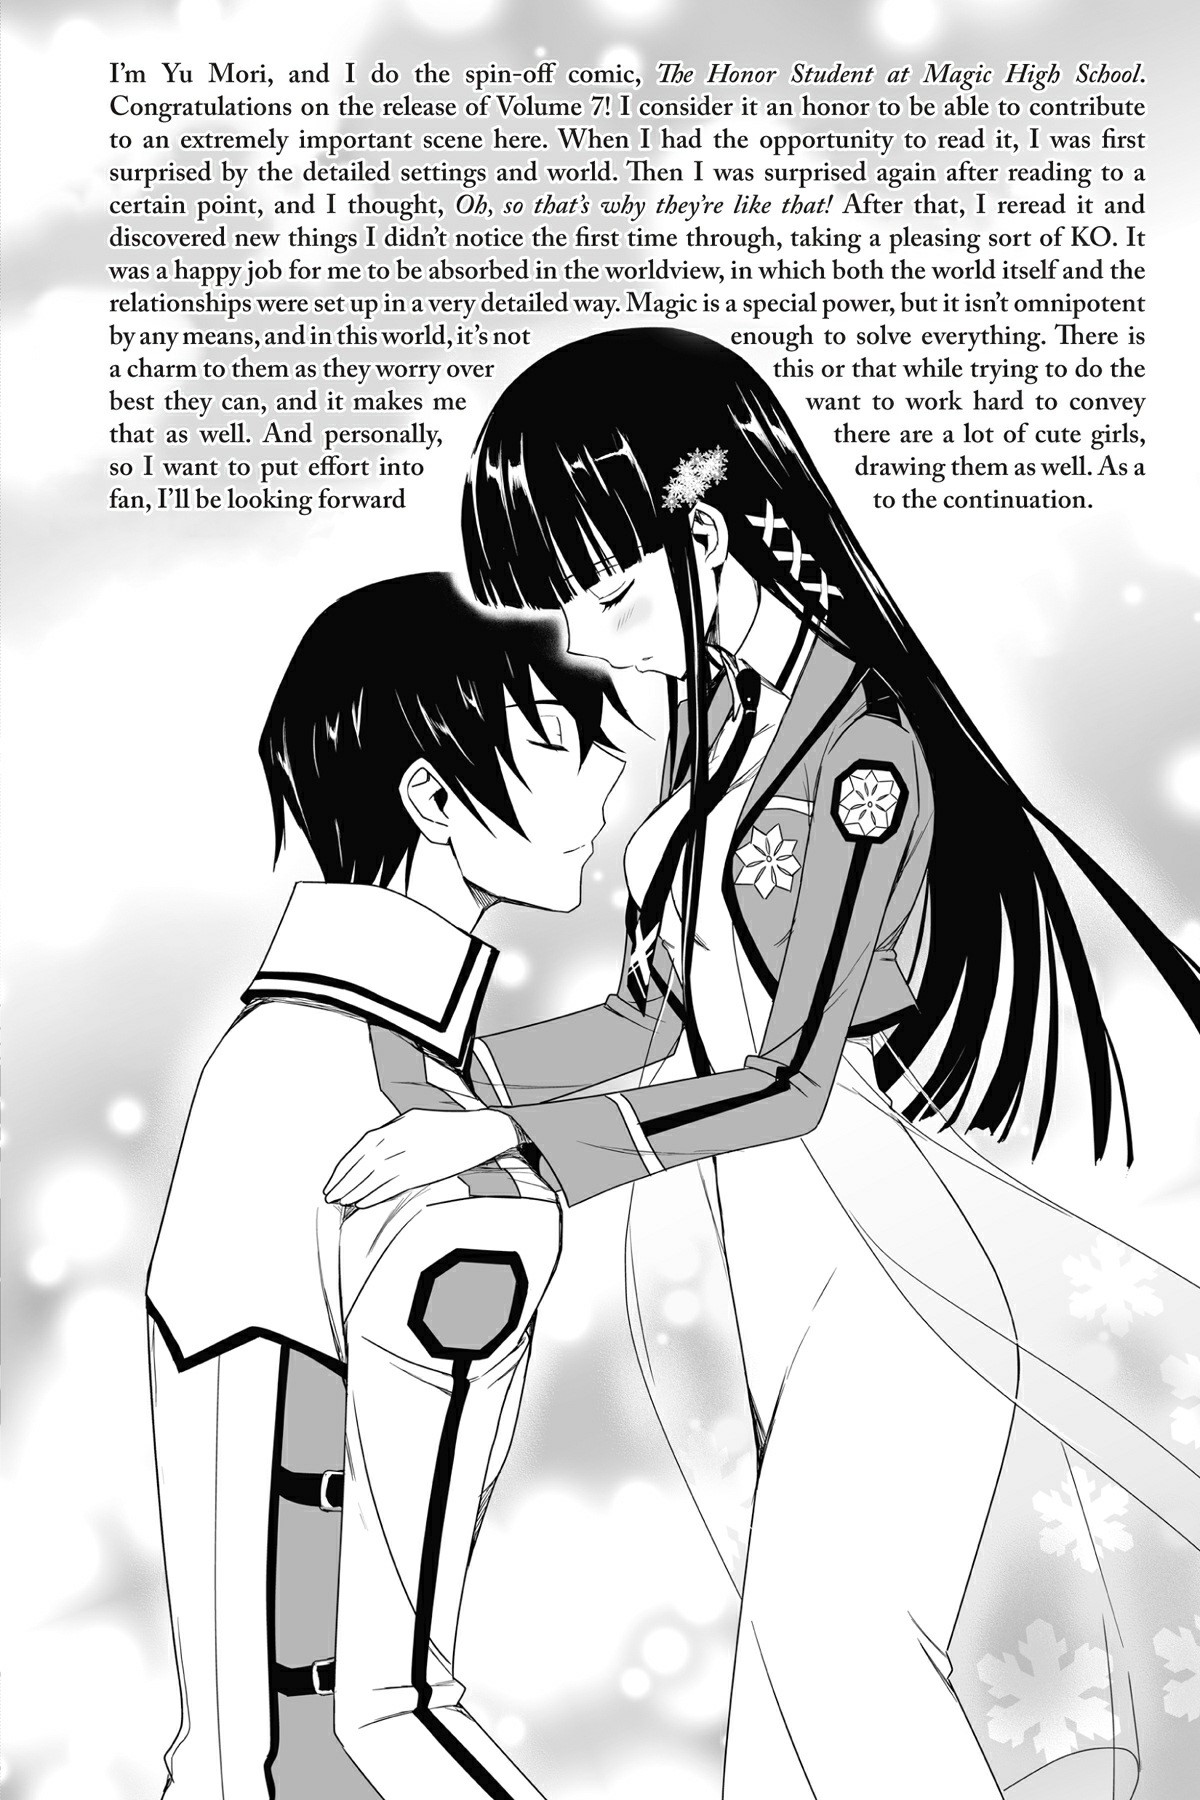 I'm Yu Mori, and I do the spin-off comic, The Honor Student at Magic High School.
Congratulations on the release of Volume 7! I consider it an honor to be able to contribute
to an extremely important scene here. When I had the opportunity to read it, I was first
surprised by the detailed settings and world. Then I was surprised again after reading to a
certain point, and I thought, Oh, so that's why they're like that! After that, I reread it and
discovered new things I didn't notice the first time through, taking a pleasing sort of KO. It
was a happy job for me to be absorbed in the worldview, in which both the world itself and the
relationships were set up in a very detailed way. Magic is a special power, but it isn't omnipotent
by any means, and in this world, it's not enough to solve everything. There is
a charm to them as they worry over this or that while trying to do the
best they can, and it makes me want to work hard to convey
that as well. And personally, there are a lot of cute girls,
so I want to put effort into drawing them as well. As a
fan, I'll be looking forward to the continuation.